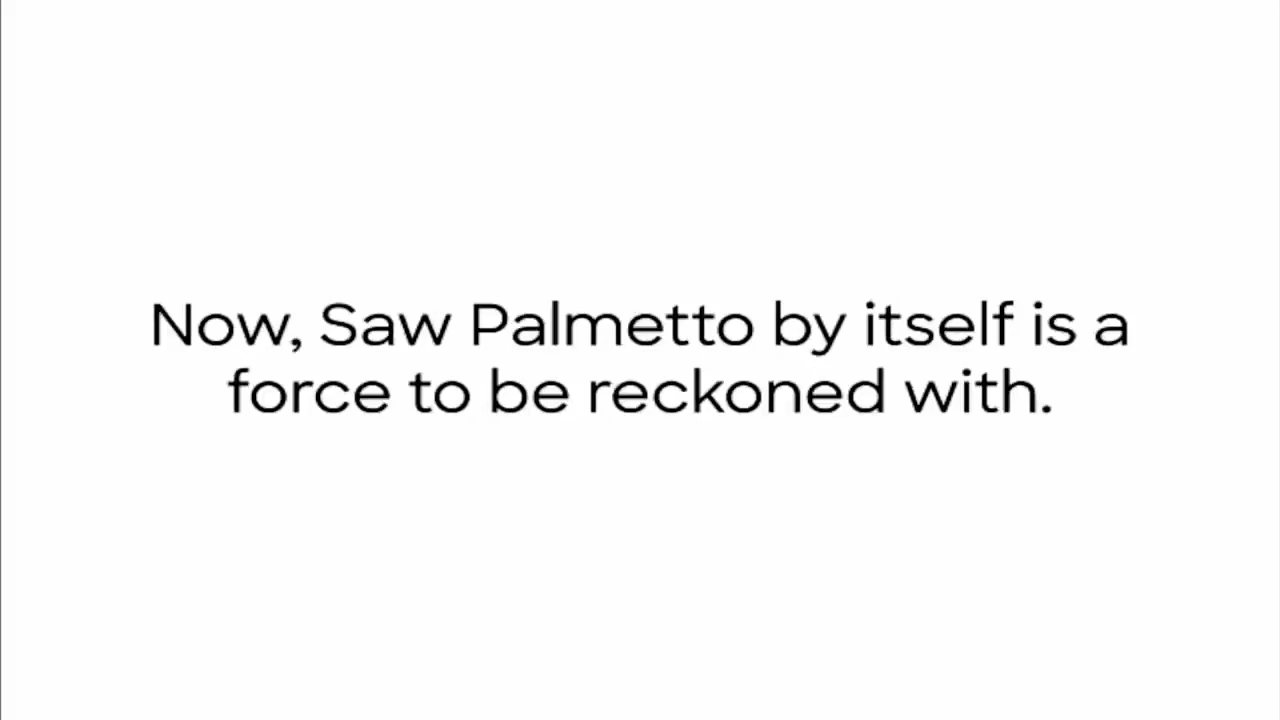 Now, Saw Palmetto by itself is a
force to be reckoned with.